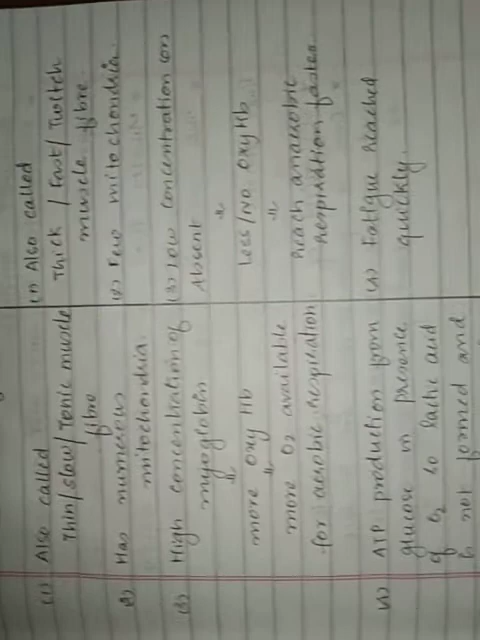 (1) Also called
Thin/slow/Tonic muscle
fibre
(2) Has numerous
mitochondria.
(3) High concentration of
myoglobin
⇓
more oxy Hb
⇓
more O2 available
for aerobic respiration
(4) ATP production from
glucose in presence
of O2 so lactic acid
is not formed and
(1) Also called
Thick / Fast / Twitch
muscle fibre.
(2) Few mitochondria.
(3) Low concentration or
Absent
⇓
less/no oxy Hb
⇓
Reach anaerobic
respiration faster
(4) Fatigue reached
quickly.